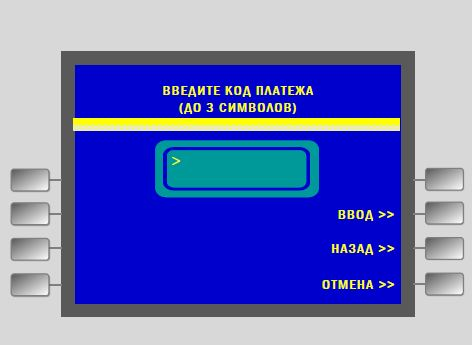 ВВЕДИТЕ КОД ПЛАТЕЖА
(ДО 3 СИМВОЛОВ)
>
ВВОД >>
НАЗАД >>
ОТМЕНА >>